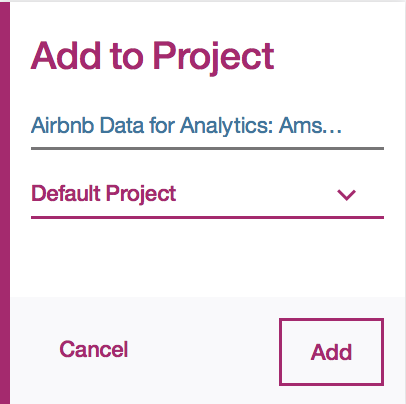 Add to Project
Airbnb Data for Analytics: Ams...
Default Project
Cancel
Add